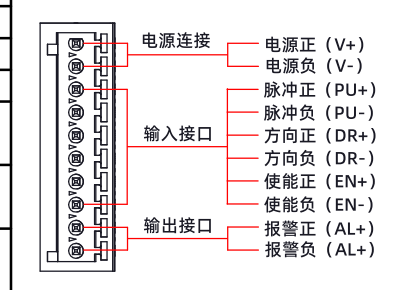 电源连接
电源正（V+）
电源负（V-）
输入接口
脉冲正（PU+）
脉冲负（PU-）
方向正（DR+）
方向负（DR-）
使能正（EN+）
使能负（EN-）
输出接口
报警正（AL+）
报警负（AL+）